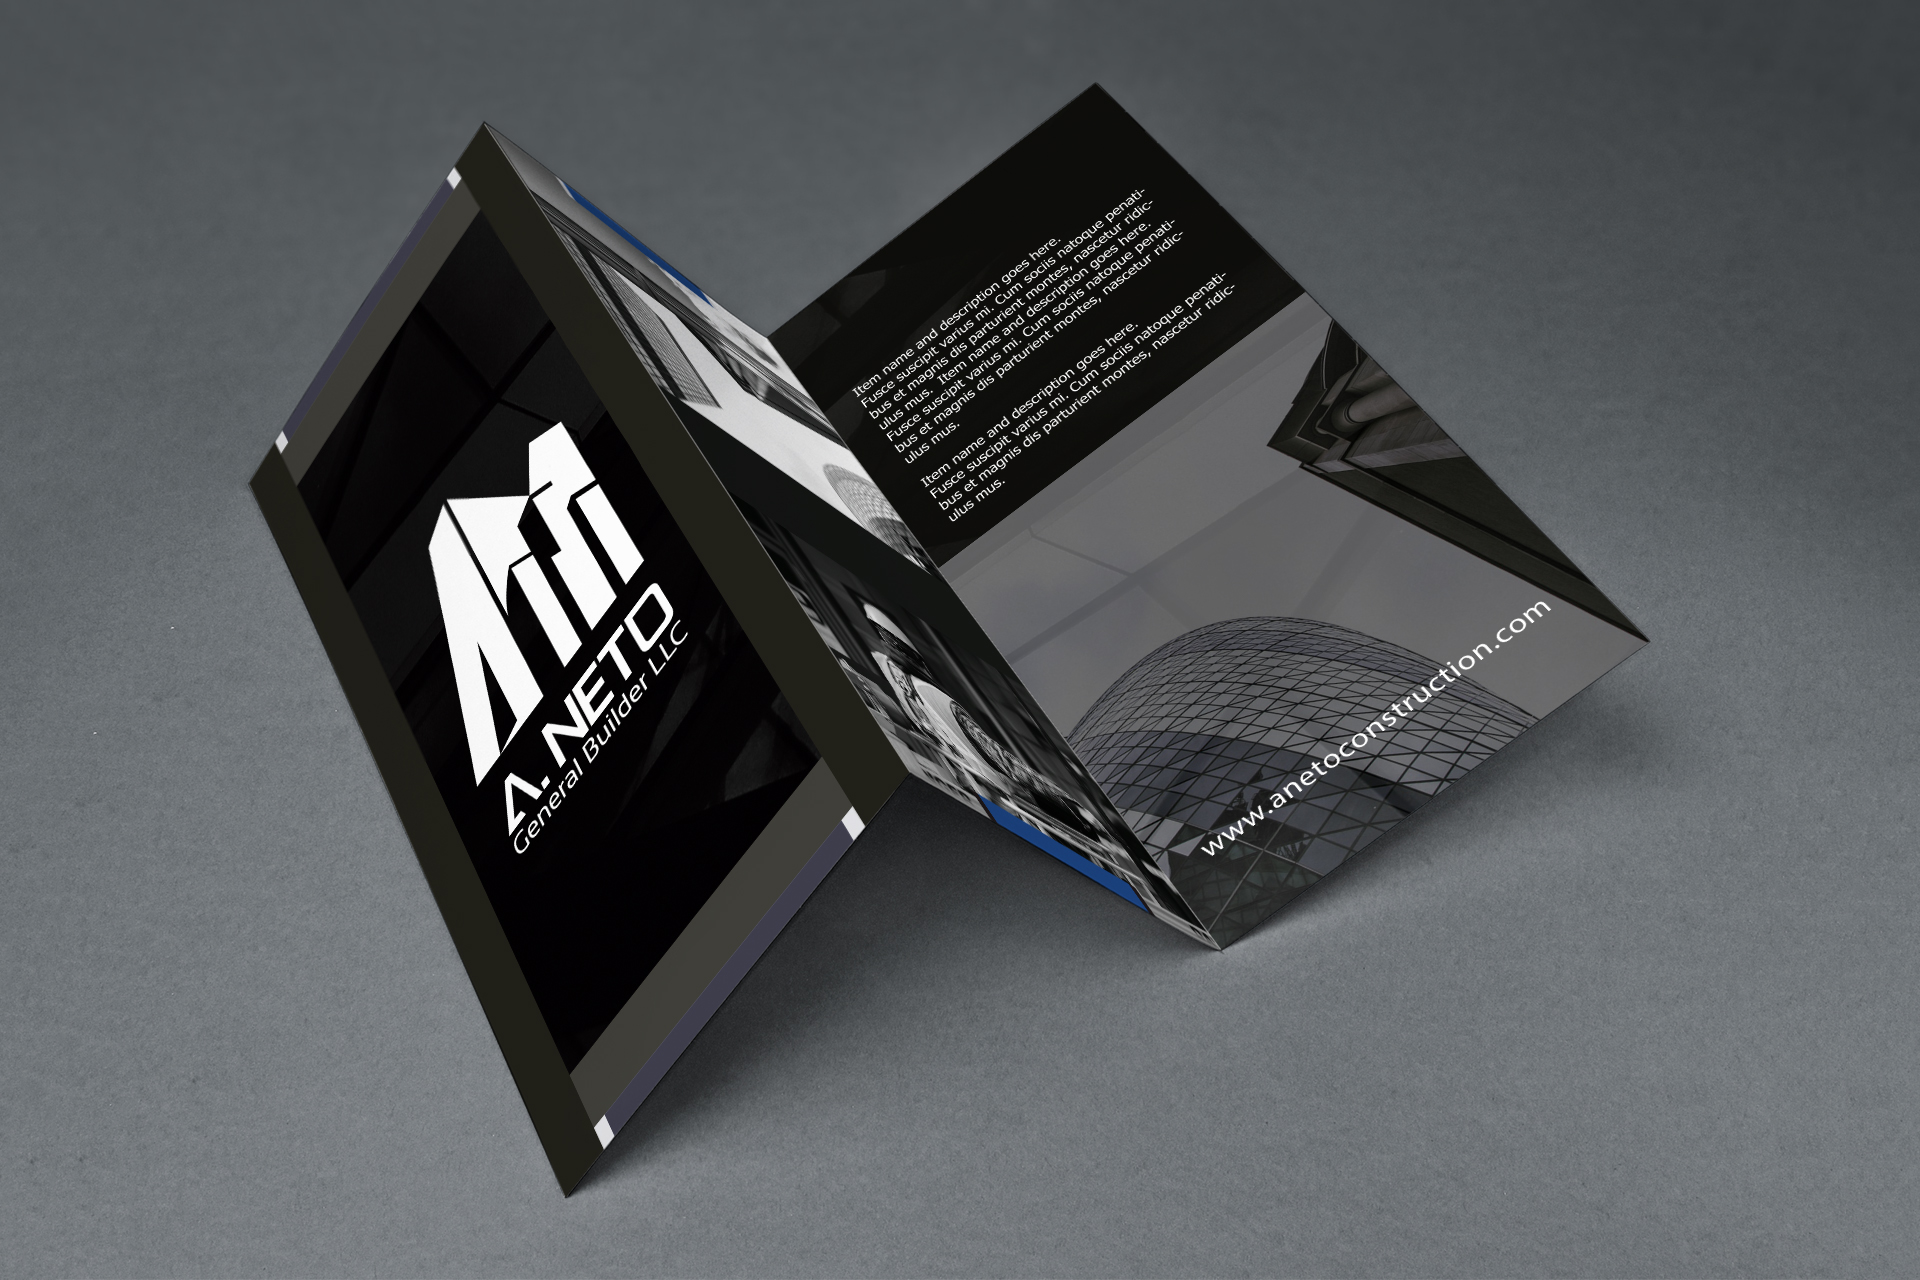 A. NETO
General Builder LLC
Item name and description goes here.
Fusce suscipit varius mi. Cum sociis natoque penati-
bus et magnis dis parturient montes, nascetur ridic-
ulus mus. Item name and description goes here.
Fusce suscipit varius mi. Cum sociis natoque penati-
bus et magnis dis parturient montes, nascetur ridic-
ulus mus.
Item name and description goes here.
Fusce suscipit varius mi. Cum sociis natoque penati-
bus et magnis dis parturient montes, nascetur ridic-
ulus mus.
www.anetoconstruction.com